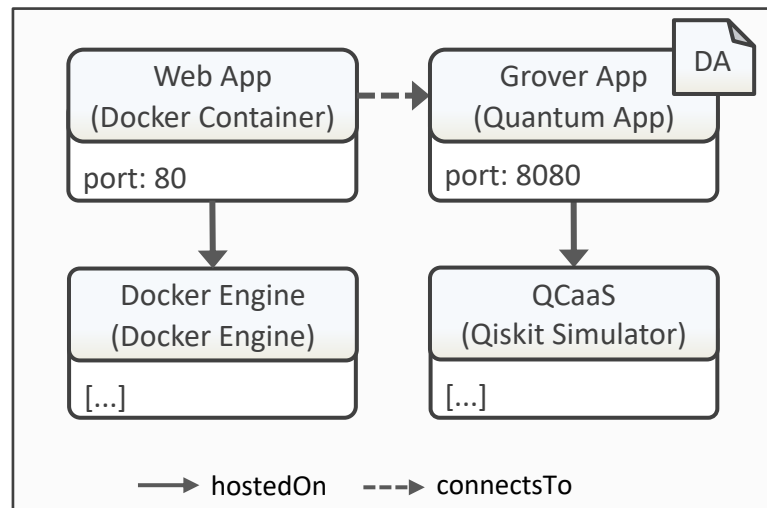 Web App
(Docker Container)
port: 80
Grover App
(Quantum App)
port: 8080
DA
Docker Engine
(Docker Engine)
[...]
QCaaS
(Qiskit Simulator)
[...]
hostedOn
connectsTo